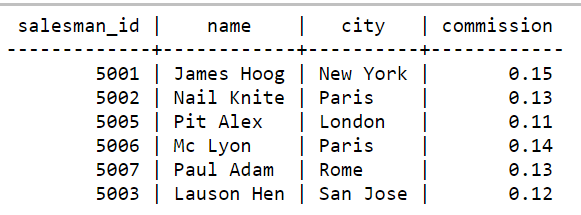 salesman_id | name | city | commission
------------+------------+----------+------------
5001 | James Hoog | New York | 0.15
5002 | Nail Knite | Paris | 0.13
5005 | Pit Alex | London | 0.11
5006 | Mc Lyon | Paris | 0.14
5007 | Paul Adam | Rome | 0.13
5003 | Lauson Hen | San Jose | 0.12